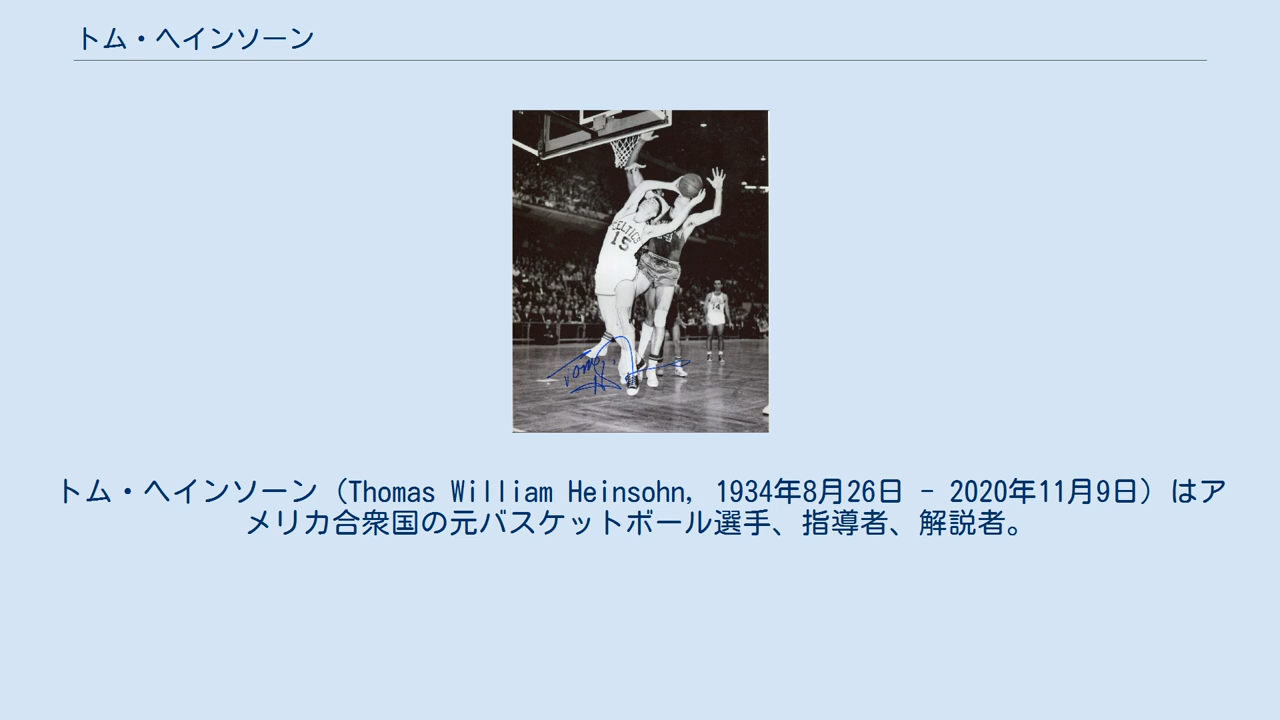 トム・ヘインソーン
CELTICS
15
14
Tom
トム・ヘインソーン（Thomas William Heinsohn, 1934年8月26日 - 2020年11月9日）はア
メリカ合衆国の元バスケットボール選手、指導者、解説者。